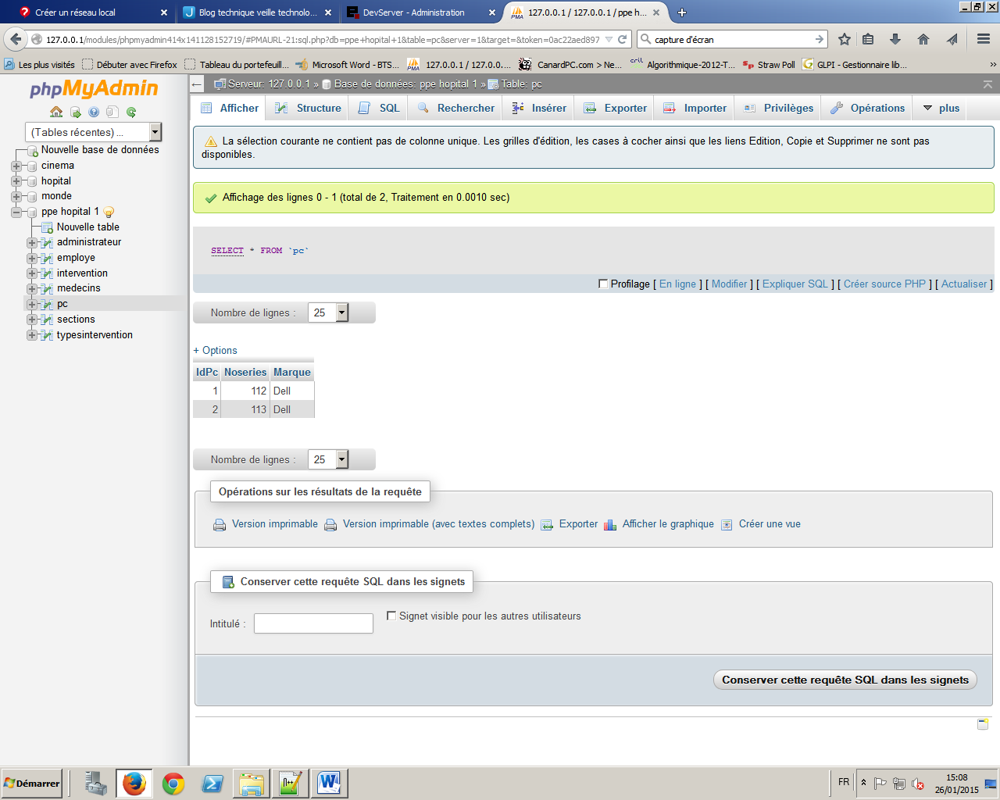 Créer un réseau local
Blog technique veille technolo...
DevServer - Administration
127.0.0.1 / 127.0.0.1 / ppe h...
127.0.0.1/modules/phpmyadmin414x141128152719/#PMAURL-21:sql.php?db=ppe+hopital+1&table=pc&server=1&target=&token=0ac22aed897
capture d'écran
Les plus visités
Débuter avec Firefox
Tableau du portefeuill...
Microsoft Word - BTS...
127.0.0.1 / 127.0.0....
CanardPC.com > Ne...
Algorithmique-2012-T...
Straw Poll
GLPI - Gestionnaire lib...
phpMyAdmin
(Tables récentes) ...
Nouvelle base de données
cinema
hopital
monde
ppe hopital 1
Nouvelle table
administrateur
employe
intervention
medecins
pc
sections
typesintervention
Serveur: 127.0.0.1 » Base de données: ppe hopital 1 » Table: pc
Afficher Structure SQL Rechercher Insérer Exporter Importer Privilèges Opérations plus
La sélection courante ne contient pas de colonne unique. Les grilles d'édition, les cases à cocher ainsi que les liens Edition, Copie et Supprimer ne sont pas
disponibles.
Affichage des lignes 0 - 1 (total de 2, Traitement en 0.0010 sec)
SELECT * FROM `pc`
Profilage [ En ligne ] [ Modifier ] [ Expliquer SQL ] [ Créer source PHP ] [ Actualiser ]
Nombre de lignes : 25
+ Options
IdPc Noseries Marque
1 112 Dell
2 113 Dell
Nombre de lignes : 25
Opérations sur les résultats de la requête
Version imprimable Version imprimable (avec textes complets) Exporter Afficher le graphique Créer une vue
Conserver cette requête SQL dans les signets
Intitulé :
Signet visible pour les autres utilisateurs
Conserver cette requête SQL dans les signets
Démarrer
FR
15:08
26/01/2015